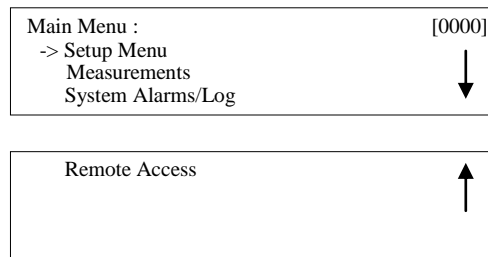 Main Menu : [0000]
-> Setup Menu
Measurements
System Alarms/Log
Remote Access